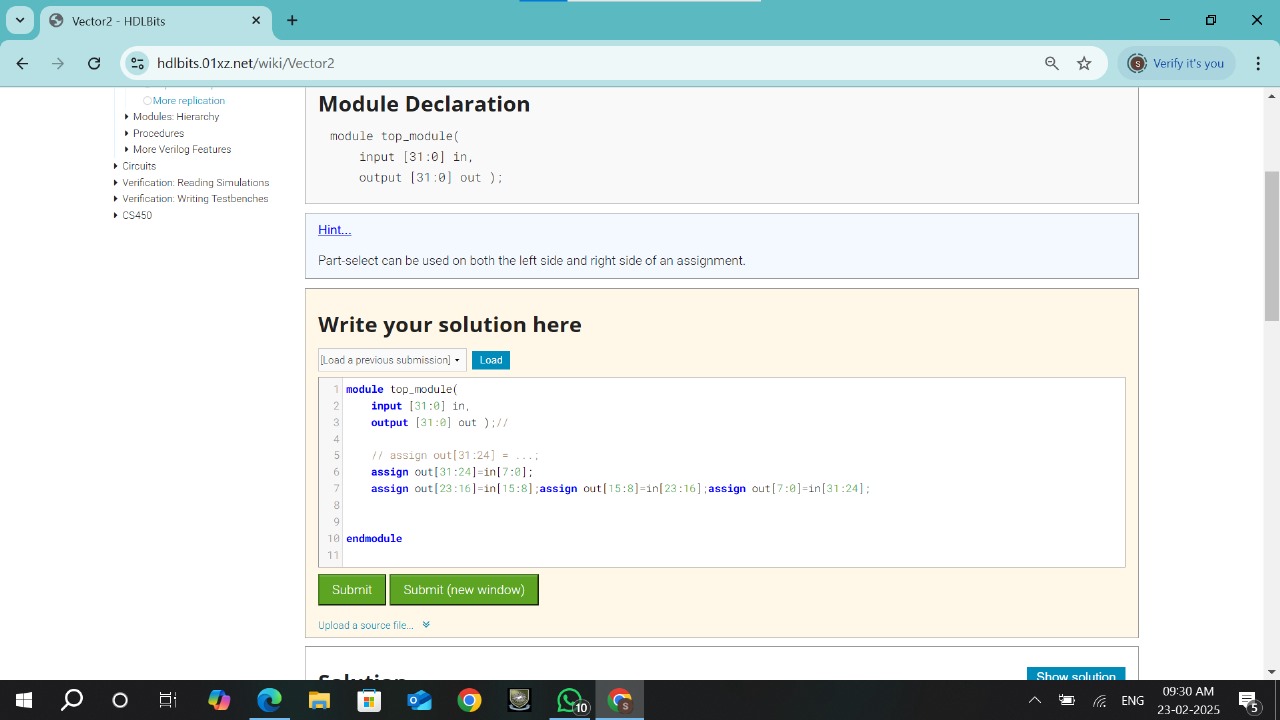 Vector2 - HDLBits
hdlbits.01xz.net/wiki/Vector2
Verify it's you
More replication
Modules: Hierarchy
Procedures
More Verilog Features
Circuits
Verification: Reading Simulations
Verification: Writing Testbenches
CS450
Module Declaration
module top_module(
input [31:0] in,
output [31:0] out );
Hint...
Part-select can be used on both the left side and right side of an assignment.
Write your solution here
[Load a previous submission]
Load
1 module top_module(
2 input [31:0] in,
3 output [31:0] out );//
4
5 // assign out[31:24] = ...;
6 assign out[31:24]=in[7:0];
7 assign out[23:16]=in[15:8];assign out[15:8]=in[23:16];assign out[7:0]=in[31:24];
8
9
10 endmodule
11
Submit
Submit (new window)
Upload a source file...
Solution
Show solution
S
10
S
ENG
09:30 AM
23-02-2025
5